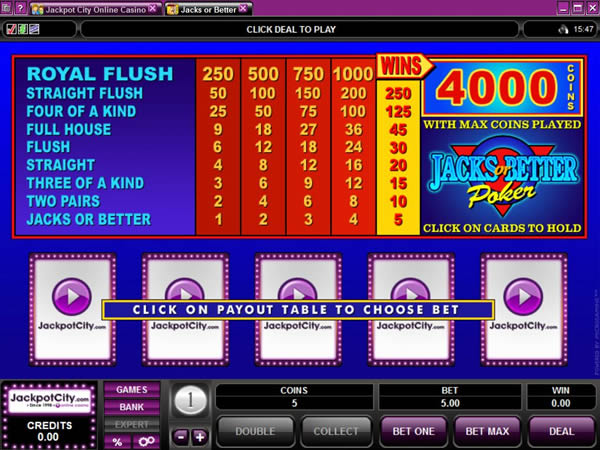 ? Jackpot City Online Casino Jacks or Better
CLICK DEAL TO PLAY 15:47
ROYAL FLUSH 250 500 750 1000 WINS 4000 COINS
STRAIGHT FLUSH 50 100 150 200 250
FOUR OF A KIND 25 50 75 100 125
WITH MAX COINS PLAYED
FULL HOUSE 9 18 27 36 45
FLUSH 6 12 18 24 30
STRAIGHT 4 8 12 16 20
THREE OF A KIND 3 6 9 12 15
TWO PAIRS 2 4 6 8 10
JACKS OR BETTER 1 2 3 4 5
JACKS or BETTER
Poker
CLICK ON CARDS TO HOLD
CLICK ON PAYOUT TABLE TO CHOOSE BET
JackpotCity.com JackpotCity.com JackpotCity.com JackpotCity.com JackpotCity.com
JackpotCity.com
Since 1998 online casino
CREDITS
0.00
GAMES
BANK
EXPERT
%
1
- +
COINS BET WIN
5 5.00 0.00
DOUBLE COLLECT BET ONE BET MAX DEAL